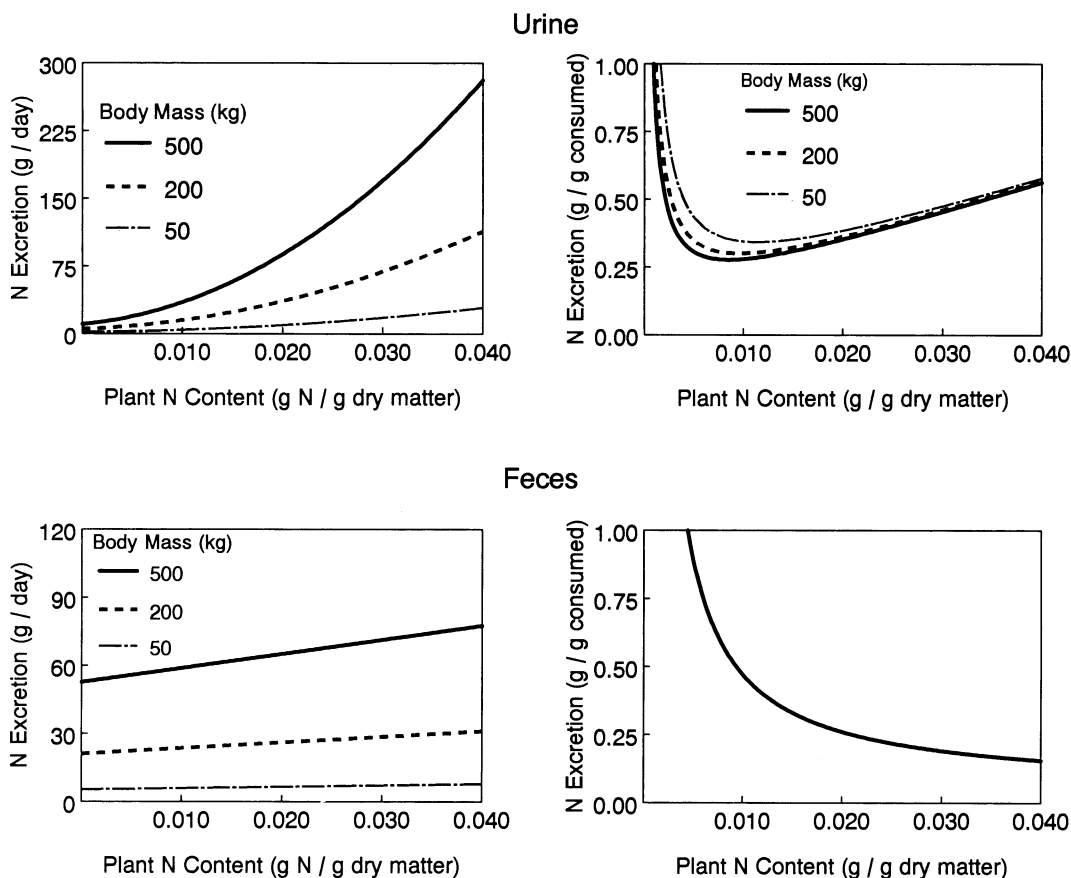 Urine
N Excretion (g / day)
300
225
150
75
0
Body Mass (kg)
500
200
50
0.010 0.020 0.030 0.040
Plant N Content (g N / g dry matter)
N Excretion (g / g consumed)
1.00
0.75
0.50
0.25
0.00
Body Mass (kg)
500
200
50
0.010 0.020 0.030 0.040
Plant N Content (g / g dry matter)
Feces
N Excretion (g / day)
120
90
60
30
0
Body Mass (kg)
500
200
50
0.010 0.020 0.030 0.040
Plant N Content (g N / g dry matter)
N Excretion (g / g consumed)
1.00
0.75
0.50
0.25
0.00
0.010 0.020 0.030 0.040
Plant N Content (g / g dry matter)